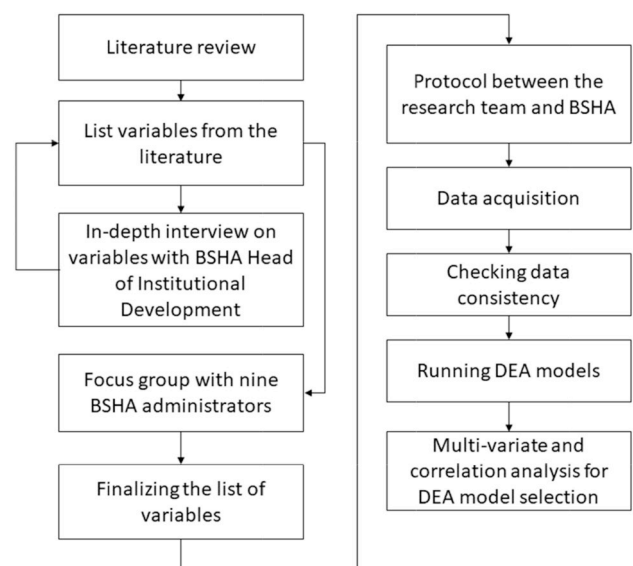 Literature review
List variables from the
literature
In-depth interview on
variables with BSHA Head
of Institutional
Development
Focus group with nine
BSHA administrators
Finalizing the list of
variables
Protocol between the
research team and BSHA
Data acquisition
Checking data
consistency
Running DEA models
Multi-variate and
correlation analysis for
DEA model selection